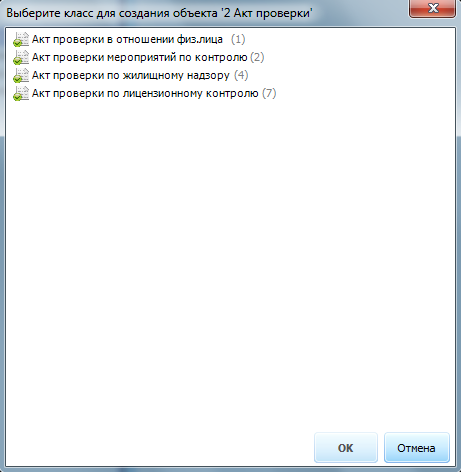 Выберите класс для создания объекта '2 Акт проверки'
Акт проверки в отношении физ.лица (1)
Акт проверки мероприятий по контролю (2)
Акт проверки по жилищному надзору (4)
Акт проверки по лицензионному контролю (7)
OK Отмена